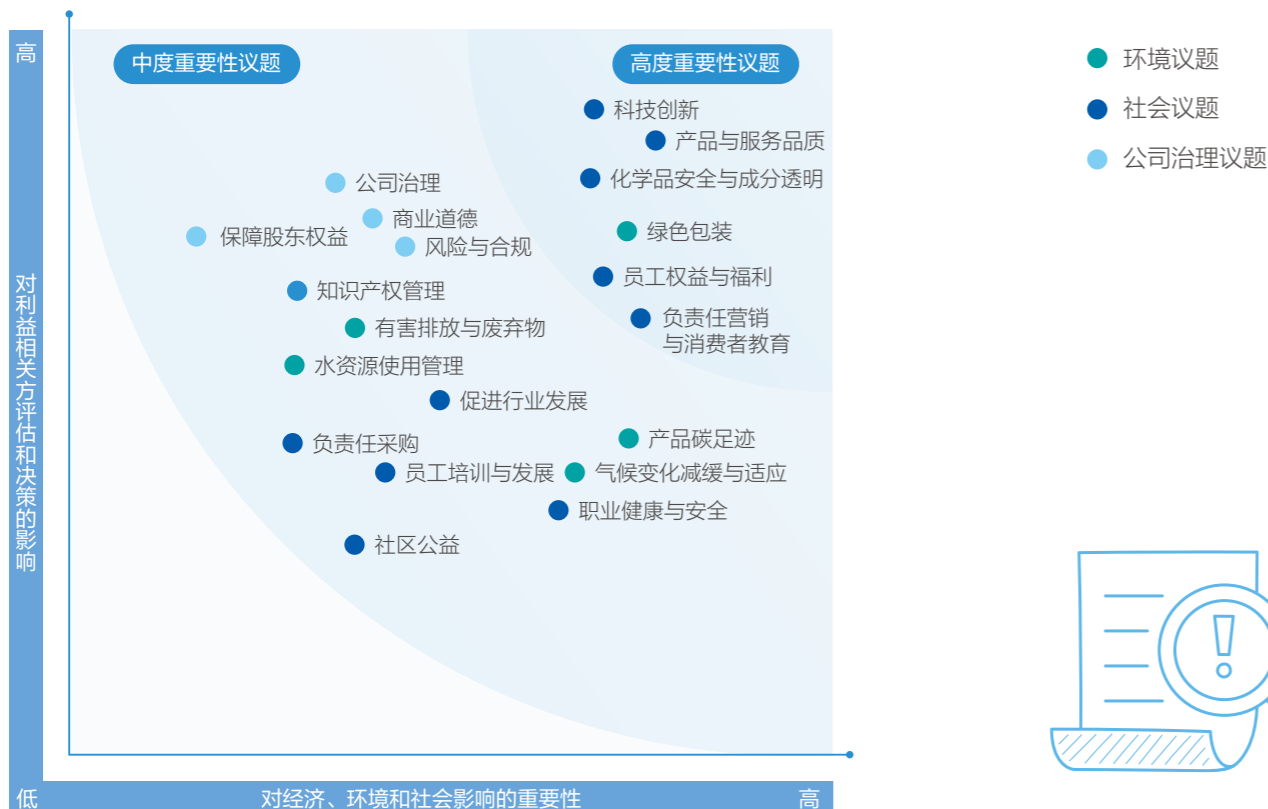 高
中度重要性议题
高度重要性议题
环境议题
社会议题
公司治理议题
科技创新
产品与服务品质
化学品安全与成分透明
公司治理
商业道德
保障股东权益
风险与合规
绿色包装
员工权益与福利
知识产权管理
负责任营销
与消费者教育
有害排放与废弃物
水资源使用管理
促进行业发展
产品碳足迹
负责任采购
员工培训与发展
气候变化减缓与适应
职业健康与安全
社区公益
对利益相关方评估和决策的影响
低
对经济、环境和社会影响的重要性
高